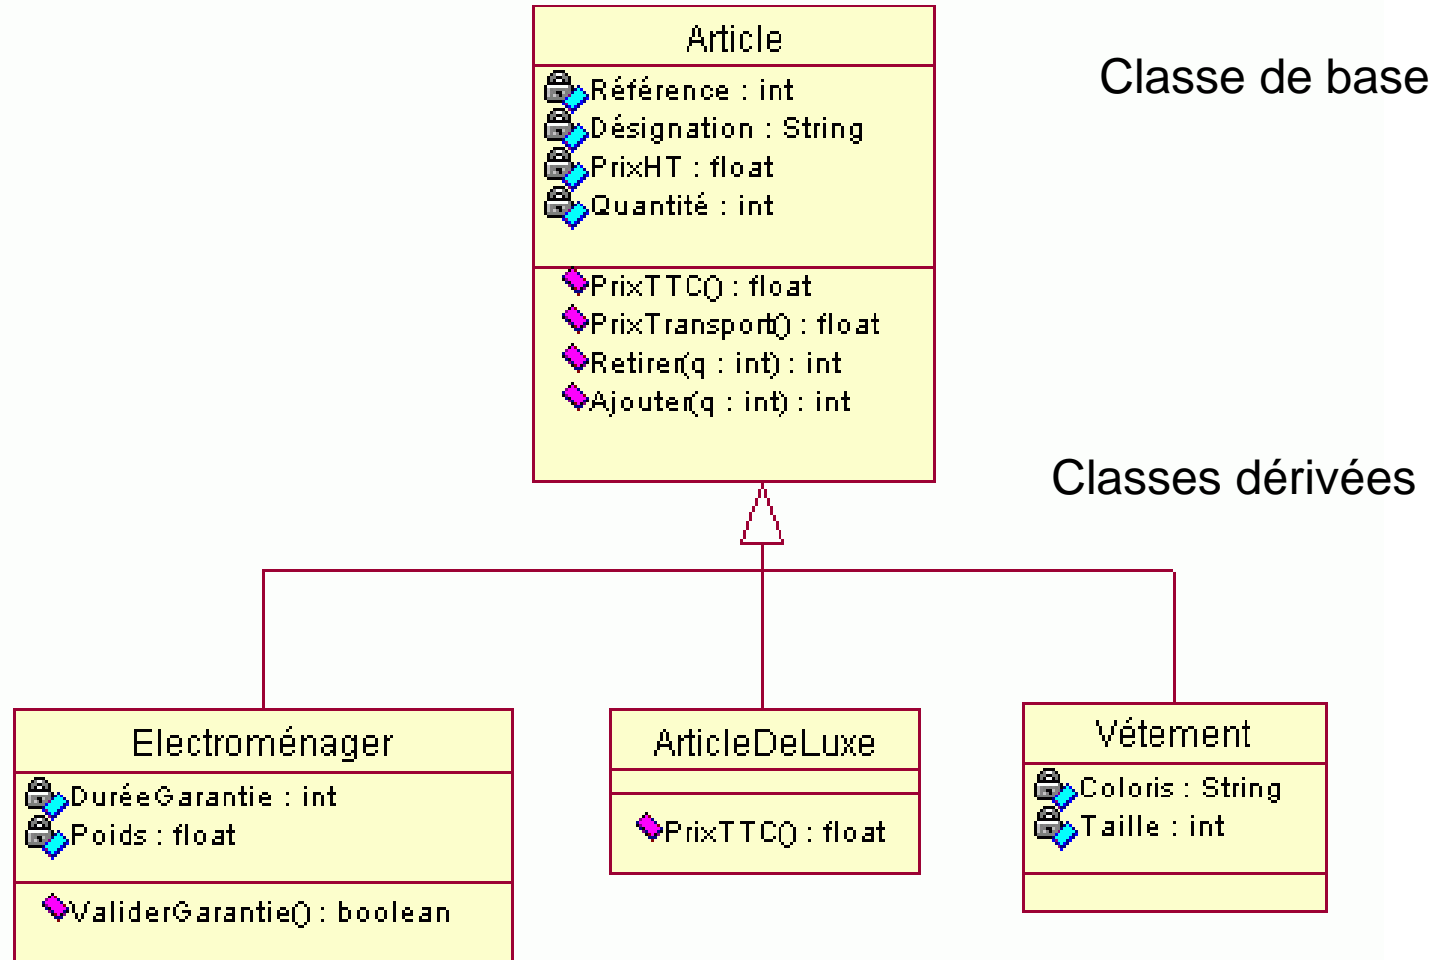 Article
Classe de base
Référence : int
Désignation : String
PrixHT : float
Quantité : int
PrixTTC() : float
PrixTransport() : float
Retirer(q : int) : int
Ajouter(q : int) : int
Classes dérivées
Electroménager
DuréeGarantie : int
Poids : float
ValiderGarantie() : boolean
ArticleDeLuxe
PrixTTC() : float
Vétement
Coloris : String
Taille : int